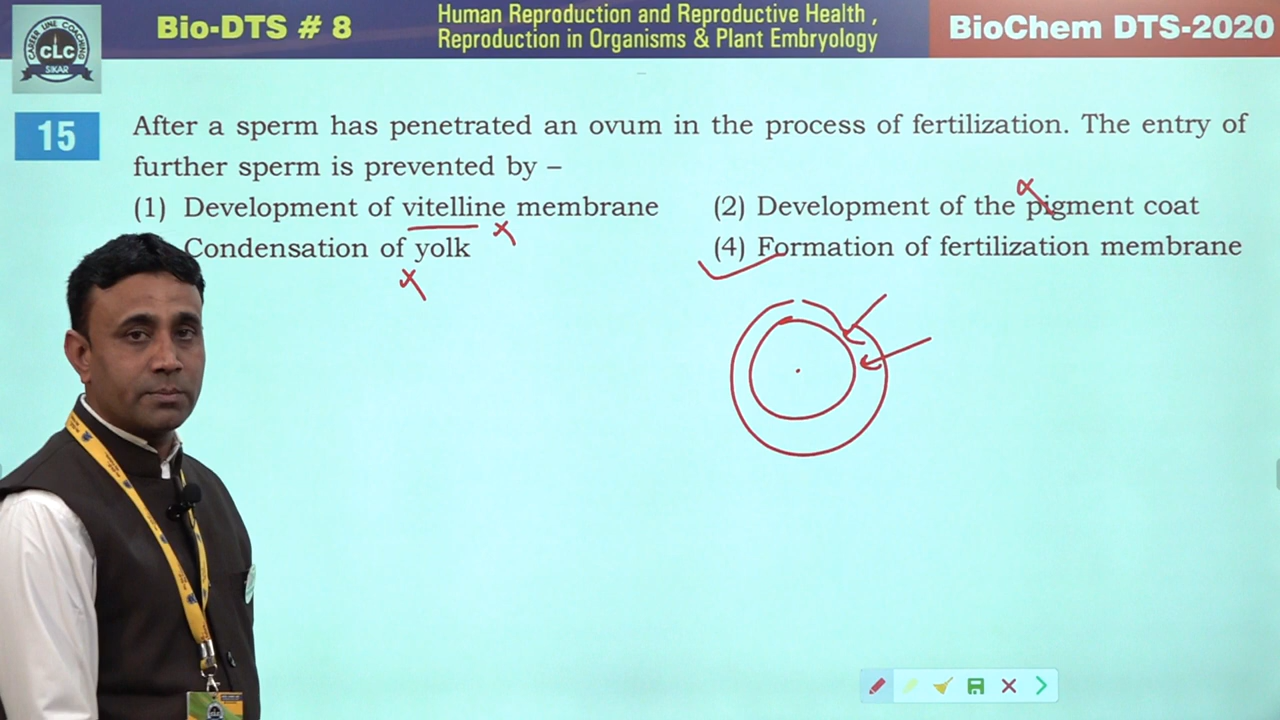 CAREER LINE COACHING
CLC
SIKAR
Bio-DTS # 8
Human Reproduction and Reproductive Health ,
Reproduction in Organisms & Plant Embryology
BioChem DTS-2020
15
After a sperm has penetrated an ovum in the process of fertilization. The entry of
further sperm is prevented by –
(1) Development of vitelline membrane
(2) Development of the pigment coat
Condensation of yolk
(4) Formation of fertilization membrane
CLC